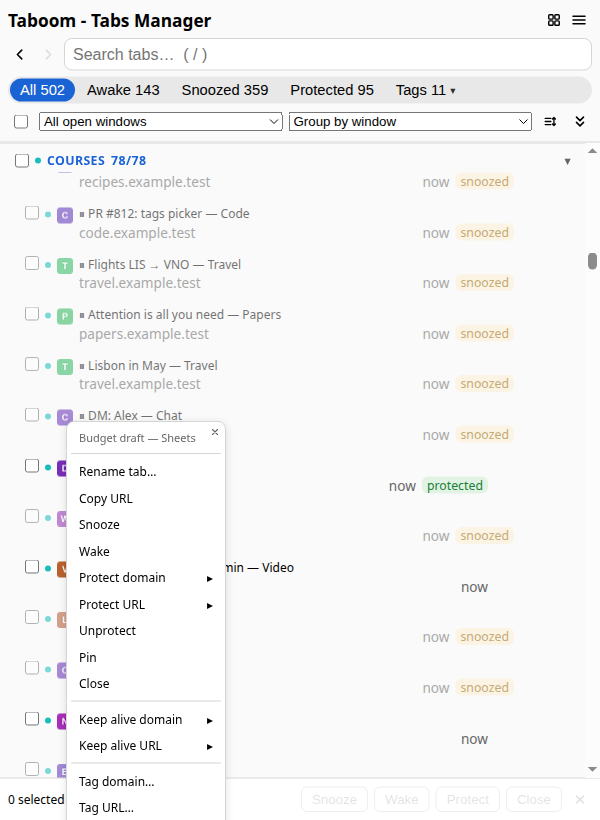 Taboom - Tabs Manager
Search tabs… ( / )
All 502
Awake 143
Snoozed 359
Protected 95
Tags 11 ▾
All open windows
Group by window
COURSES 78/78
recipes.example.test
now snoozed
C
PR #812: tags picker — Code
code.example.test
now snoozed
T
Flights LIS → VNO — Travel
travel.example.test
now snoozed
P
Attention is all you need — Papers
papers.example.test
now snoozed
T
Lisbon in May — Travel
travel.example.test
now snoozed
C
DM: Alex — Chat
now snoozed
now protected
now snoozed
min — Video
now
now snoozed
now snoozed
now
Budget draft — Sheets
Rename tab...
Copy URL
Snooze
Wake
Protect domain
Protect URL
Unprotect
Pin
Close
Keep alive domain
Keep alive URL
Tag domain...
Tag URL...
0 selected
Snooze
Wake
Protect
Close